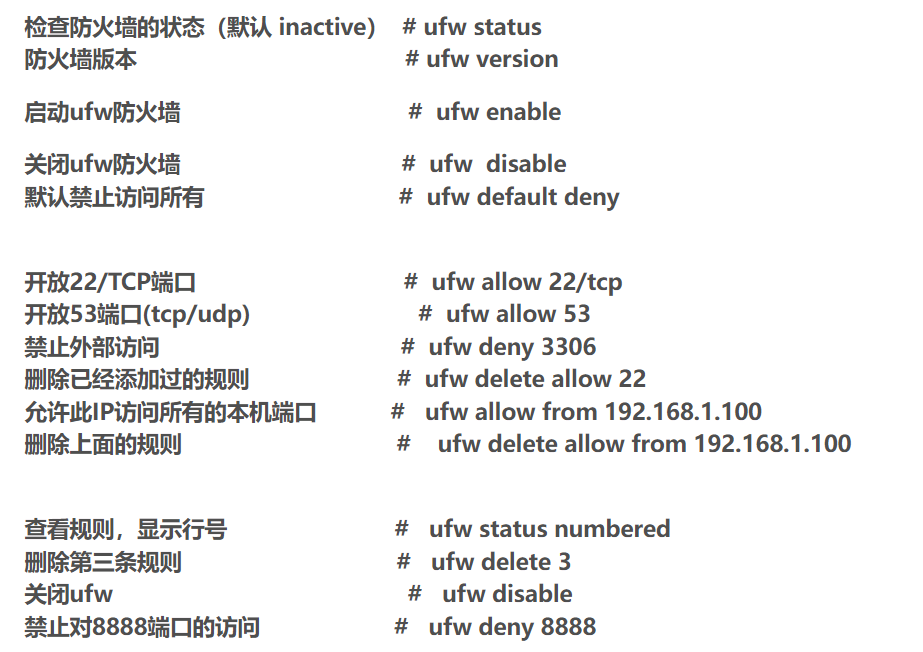 检查防火墙的状态（默认 inactive） # ufw status
防火墙版本 # ufw version
启动ufw防火墙 # ufw enable
关闭ufw防火墙 # ufw disable
默认禁止访问所有 # ufw default deny
开放22/TCP端口 # ufw allow 22/tcp
开放53端口(tcp/udp) # ufw allow 53
禁止外部访问 # ufw deny 3306
删除已经添加过的规则 # ufw delete allow 22
允许此IP访问所有的本机端口 # ufw allow from 192.168.1.100
删除上面的规则 # ufw delete allow from 192.168.1.100
查看规则，显示行号 # ufw status numbered
删除第三条规则 # ufw delete 3
关闭ufw # ufw disable
禁止对8888端口的访问 # ufw deny 8888